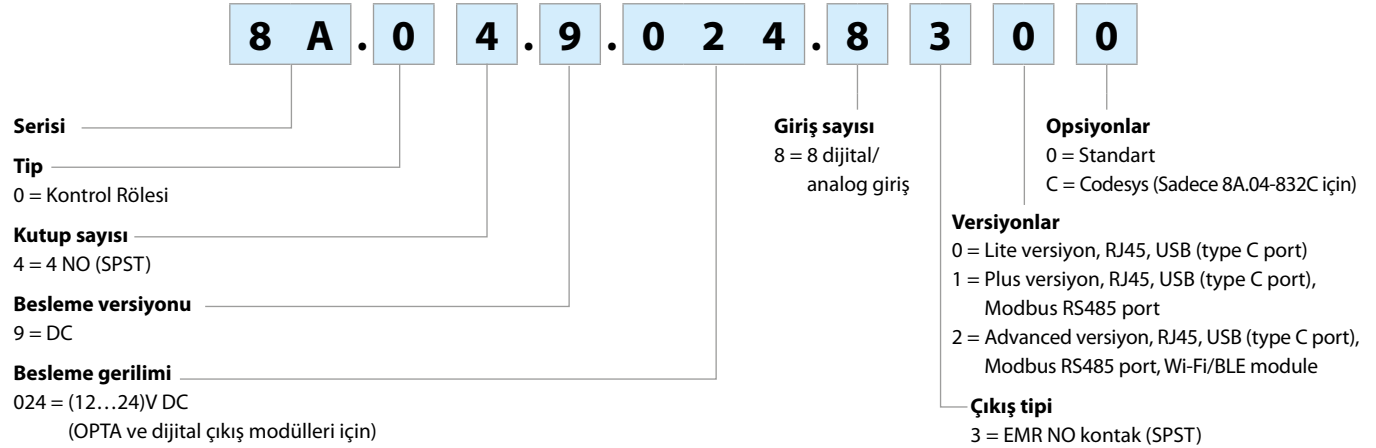 8 A . 0 4 . 9 . 0 2 4 . 8 3 0 0
Serisi
Tip
0 = Kontrol Rölesi
Kutup sayısı
4 = 4 NO (SPST)
Besleme versiyonu
9 = DC
Besleme gerilimi
024 = (12…24)V DC
(OPTA ve dijital çıkış modülleri için)
Giriş sayısı
8 = 8 dijital/
analog giriş
Opsiyonlar
0 = Standart
C = Codesys (Sadece 8A.04-832C için)
Versiyonlar
0 = Lite versiyon, RJ45, USB (type C port)
1 = Plus versiyon, RJ45, USB (type C port),
Modbus RS485 port
2 = Advanced versiyon, RJ45, USB (type C port),
Modbus RS485 port, Wi-Fi/BLE module
Çıkış tipi
3 = EMR NO kontak (SPST)